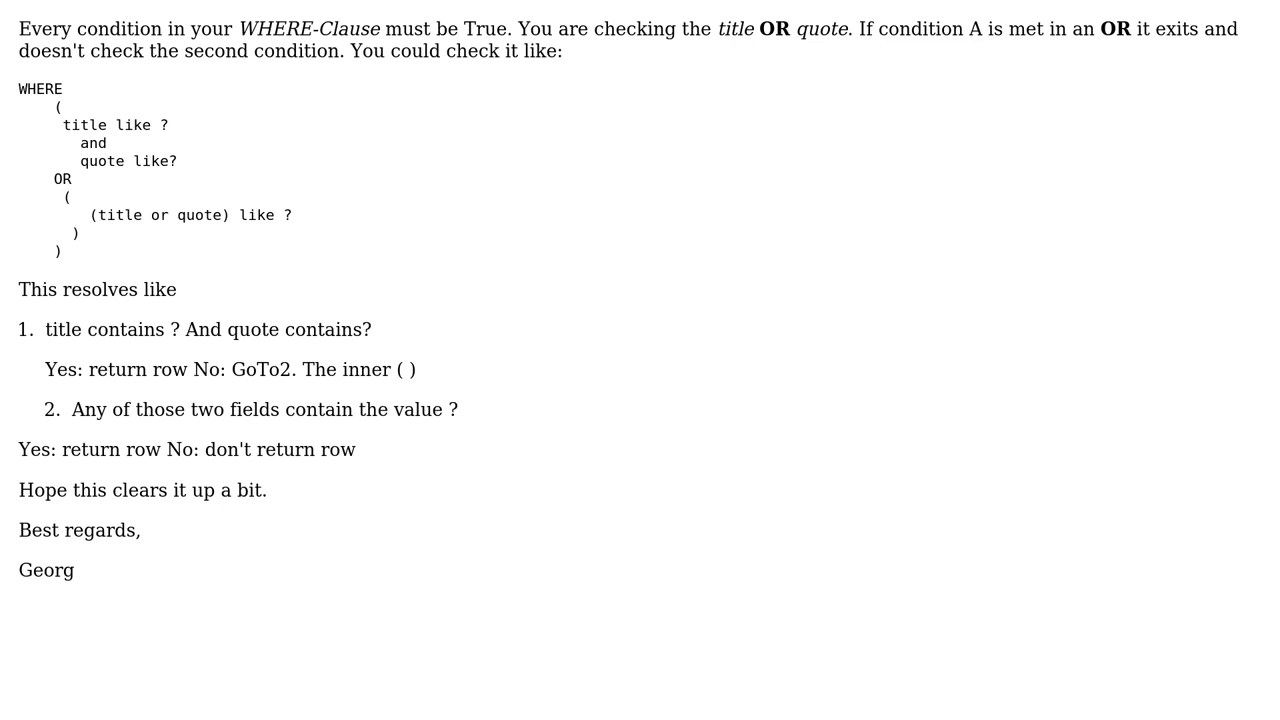 Every condition in your WHERE-Clause must be True. You are checking the title OR quote. If condition A is met in an OR it exits and
doesn't check the second condition. You could check it like:
WHERE
    (
     title like ?
       and
       quote like?
    OR
     (
        (title or quote) like ?
      )
    )
This resolves like
1. title contains ? And quote contains?
Yes: return row No: GoTo2. The inner ( )
2. Any of those two fields contain the value ?
Yes: return row No: don't return row
Hope this clears it up a bit.
Best regards,
Georg